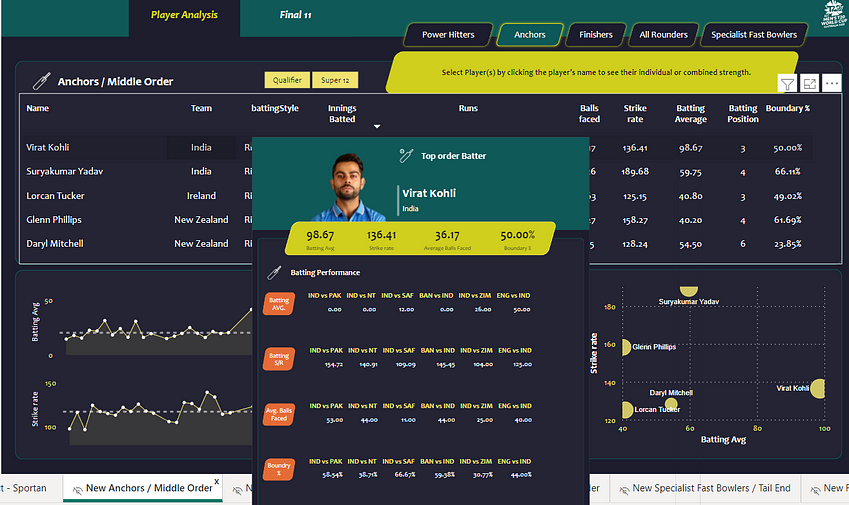 Player Analysis
Final 11
MEN'S T20
WORLD CUP
Power Hitters
Anchors
Finishers
All Rounders
Specialist Fast Bowlers
Select Player(s) by clicking the player's name to see their individual or combined strength.
Anchors / Middle Order
Qualifier
Super 12
Name Team battingStyle Innings Batted Runs Balls faced Strike rate Batting Average Batting Position Boundary %
Virat Kohli India Ri 7 136.41 98.67 3 50.00%
Suryakumar Yadav India Ri 6 189.68 59.75 4 66.11%
Lorcan Tucker Ireland Ri 3 125.15 40.80 3 49.02%
Glenn Phillips New Zealand Ri 7 158.27 40.20 4 61.69%
Daryl Mitchell New Zealand Ri 5 128.24 54.50 6 23.85%
Top order Batter
Virat Kohli
India
98.67 136.41 36.17 50.00%
Batting Avg Strike rate Average Balls Faced Boundary %
Batting Performance
Batting AVG.
IND vs PAK IND vs NT IND vs SAF BAN vs IND IND vs ZIM ENG vs IND
0.00 0.00 12.00 0.00 26.00 50.00
Batting S/R
IND vs PAK IND vs NT IND vs SAF BAN vs IND IND vs ZIM ENG vs IND
154.72 140.91 109.09 145.45 104.00 125.00
Avg. Balls Faced
IND vs PAK IND vs NT IND vs SAF BAN vs IND IND vs ZIM ENG vs IND
53.00 44.00 11.00 44.00 25.00 40.00
Boundry %
IND vs PAK IND vs NT IND vs SAF BAN vs IND IND vs ZIM ENG vs IND
58.54% 38.71% 66.67% 59.38% 30.77% 44.00%
Batting Avg
50
0
Strike rate
150
100
Strike rate
180
160
140
120
Suryakumar Yadav
Glenn Phillips
Virat Kohli
Daryl Mitchell
Lorcan Tucker
40 60 80 100
Batting Avg
t - Sportan
New Anchors / Middle Order
X
N
ler
New Specialist Fast Bowlers / Tail End
New F